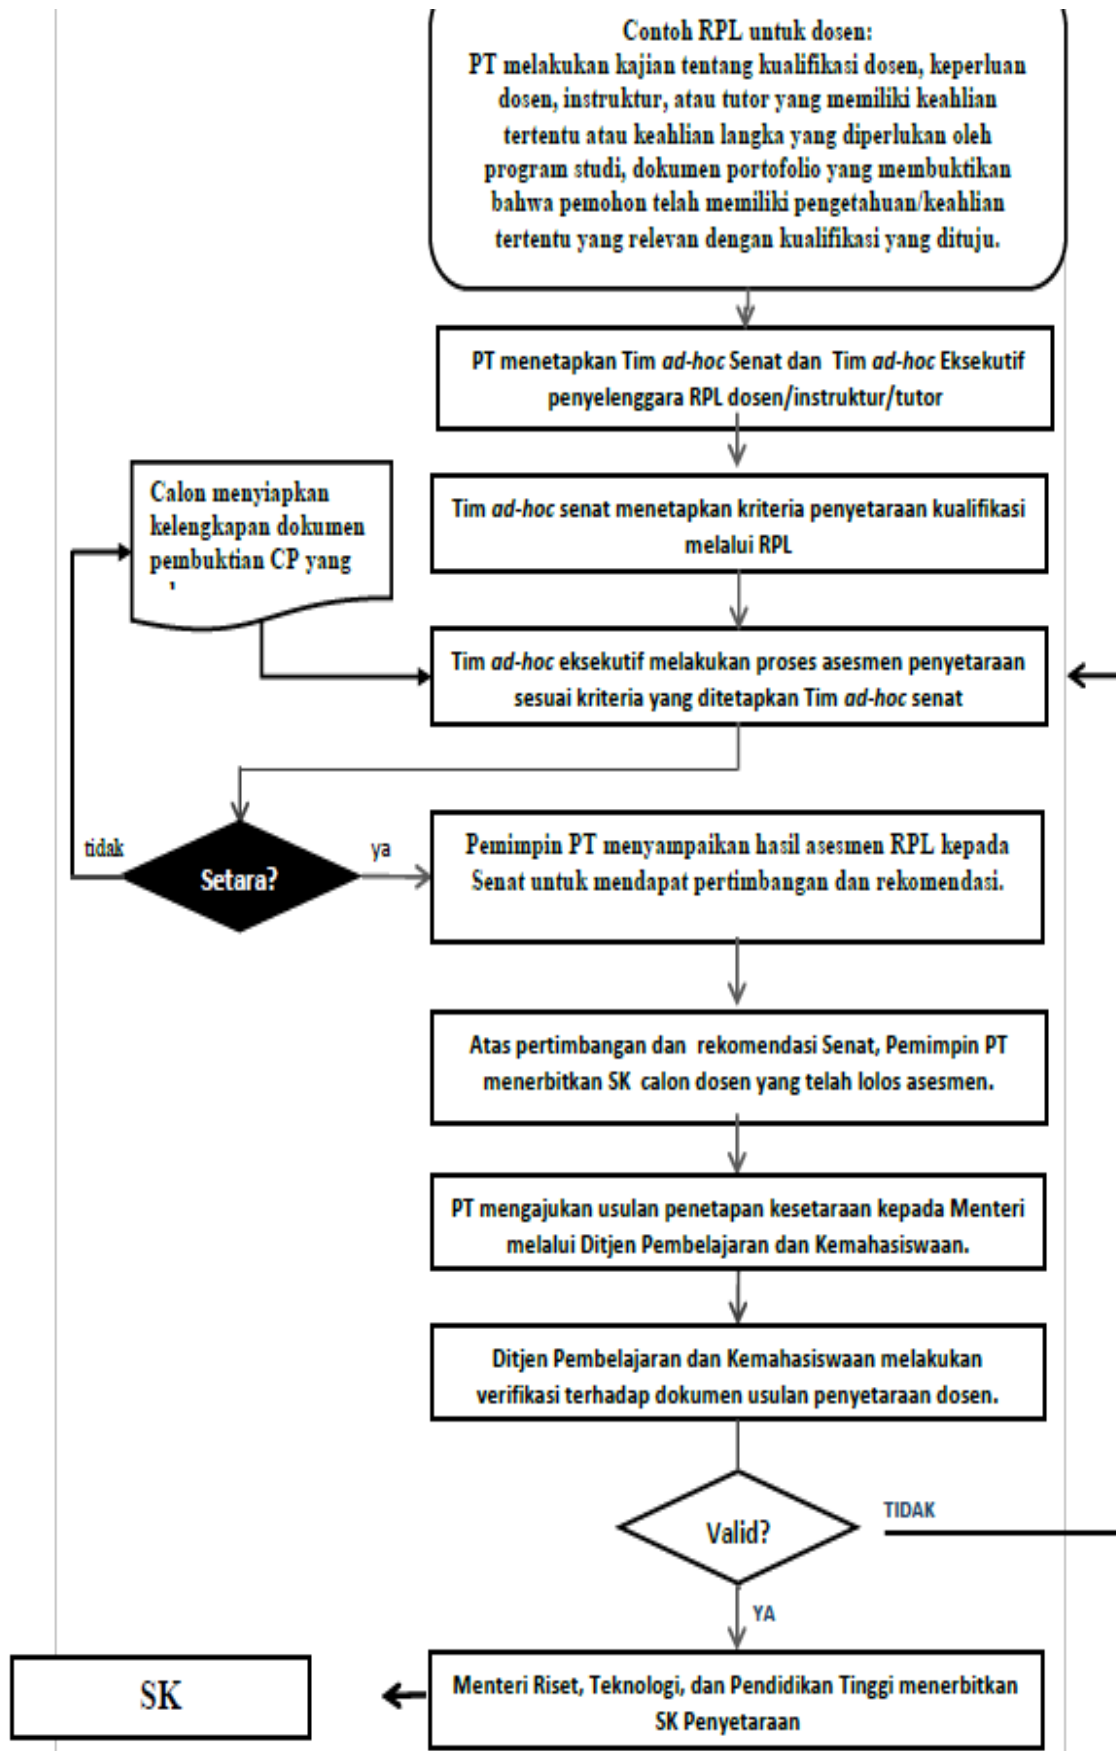 Contoh RPL untuk dosen:
PT melakukan kajian tentang kualifikasi dosen, keperluan
dosen, instruktur, atau tutor yang memiliki keahlian
tertentu atau keahlian langka yang diperlukan oleh
program studi, dokumen portofolio yang membuktikan
bahwa pemohon telah memiliki pengetahuan/keahlian
tertentu yang relevan dengan kualifikasi yang dituju.
PT menetapkan Tim ad-hoc Senat dan Tim ad-hoc Eksekutif
penyelenggara RPL dosen/instruktur/tutor
Calon menyiapkan
kelengkapan dokumen
pembuktian CP yang
Tim ad-hoc senat menetapkan kriteria penyetaraan kualifikasi
melalui RPL
Tim ad-hoc eksekutif melakukan proses asesmen penyetaraan
sesuai kriteria yang ditetapkan Tim ad-hoc senat
tidak
Setara?
ya
Pemimpin PT menyampaikan hasil asesmen RPL kepada
Senat untuk mendapat pertimbangan dan rekomendasi.
Atas pertimbangan dan rekomendasi Senat, Pemimpin PT
menerbitkan SK calon dosen yang telah lolos asesmen.
PT mengajukan usulan penetapan kesetaraan kepada Menteri
melalui Ditjen Pembelajaran dan Kemahasiswaan.
Ditjen Pembelajaran dan Kemahasiswaan melakukan
verifikasi terhadap dokumen usulan penyetaraan dosen.
Valid?
TIDAK
YA
Menteri Riset, Teknologi, dan Pendidikan Tinggi menerbitkan
SK Penyetaraan
SK